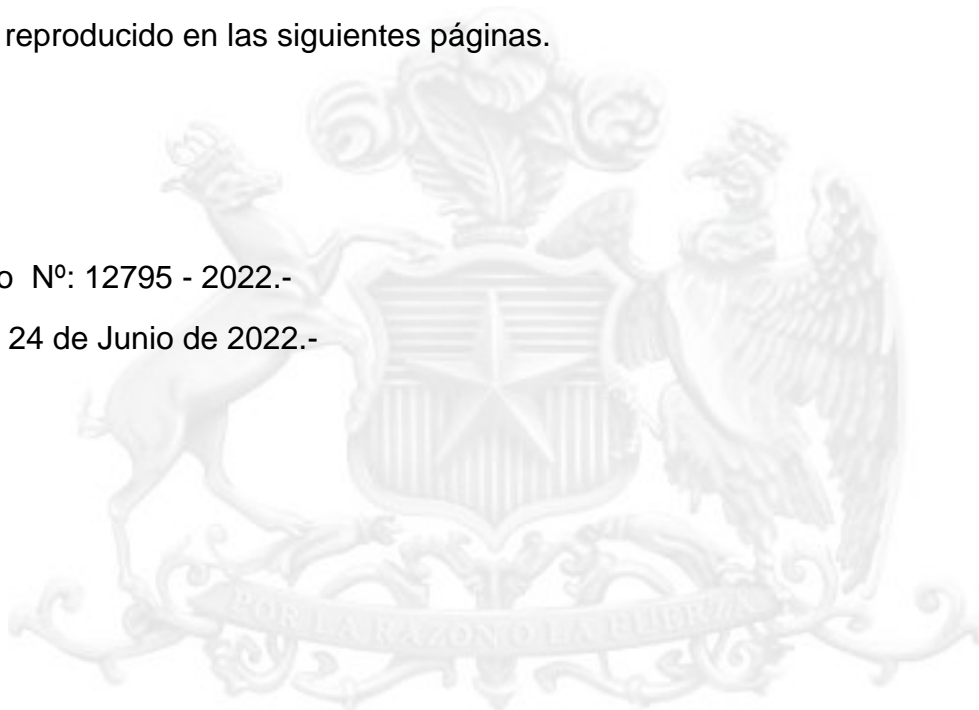 reproducido en las siguientes páginas.
o Nº: 12795 - 2022.-
24 de Junio de 2022.-
POR LA RAZON O LA FUERZA